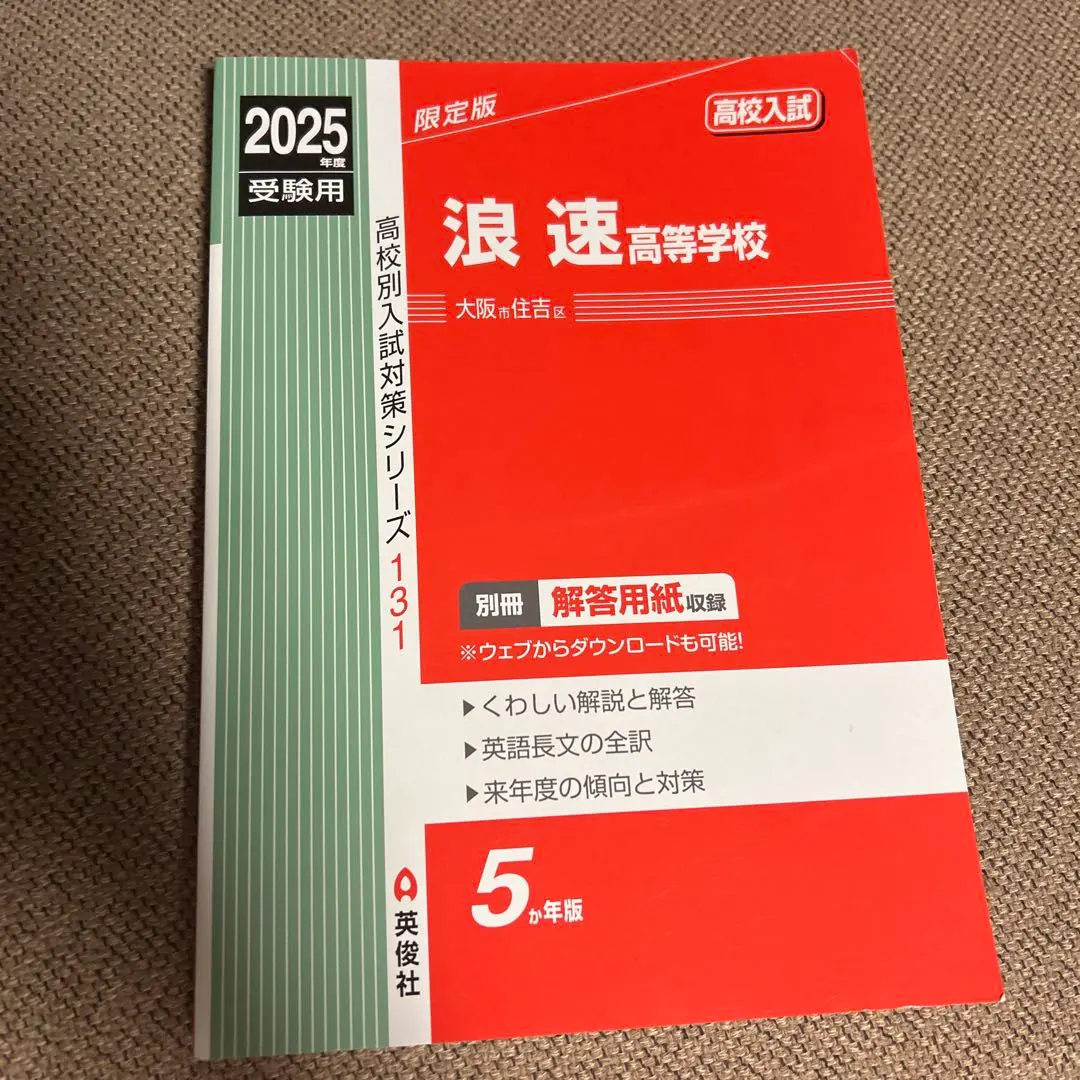 2025
年度
受験用
限定版
高校入試
浪速高等学校
大阪市住吉区
高校別入試対策シリーズ131
別冊 解答用紙収録
※ウェブからダウンロードも可能!
▶くわしい解説と解答
▶英語長文の全訳
▶来年度の傾向と対策
5か年版
英俊社